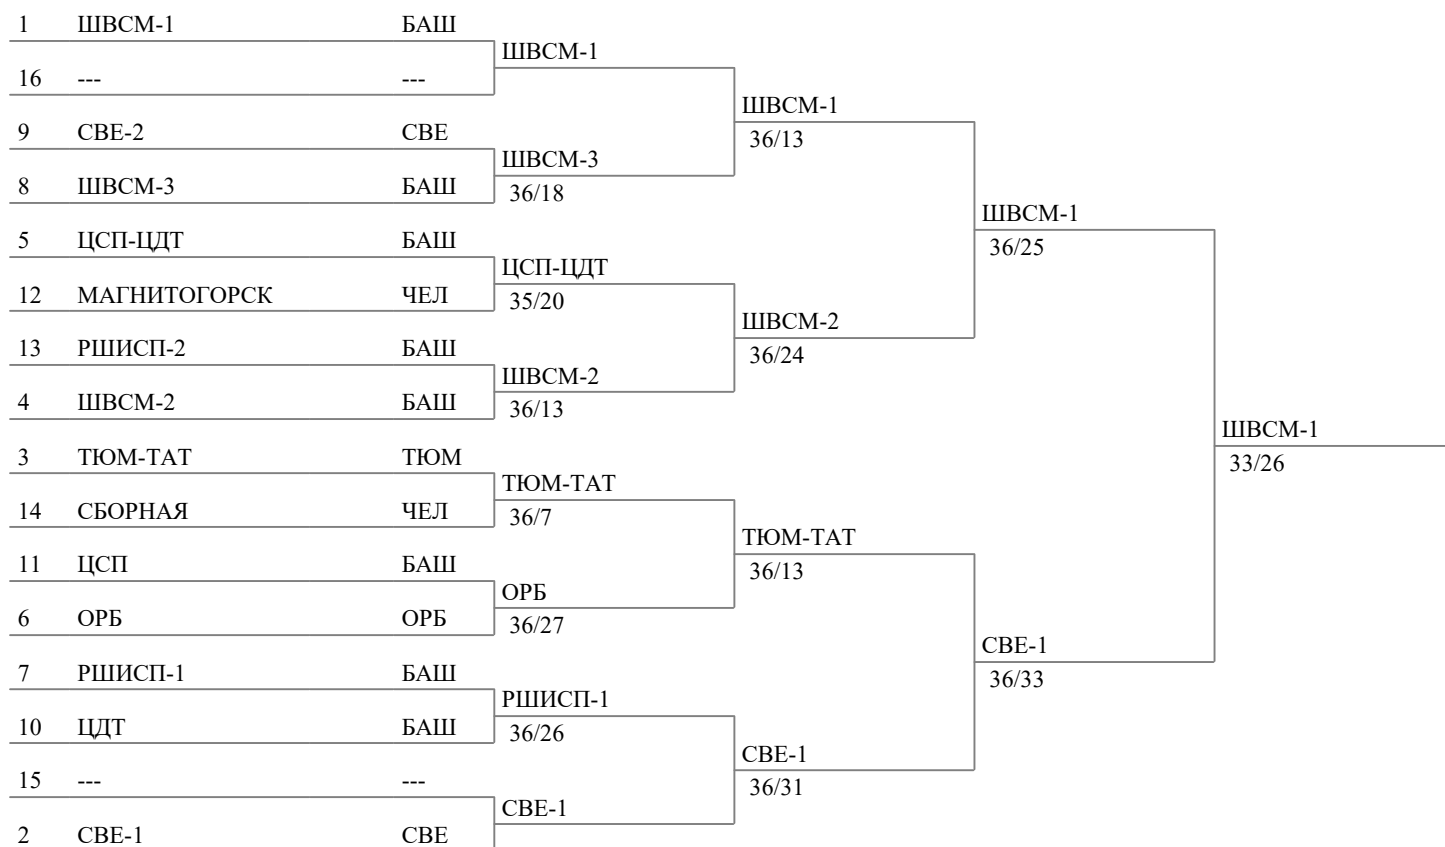 1 ШВСМ-1 БАШ
ШВСМ-1
16 --- ---
ШВСМ-1
36/13
9 СВЕ-2 СВЕ
ШВСМ-3
36/18
8 ШВСМ-3 БАШ
ШВСМ-1
36/25
5 ЦСП-ЦДТ БАШ
ЦСП-ЦДТ
35/20
12 МАГНИТОГОРСК ЧЕЛ
ШВСМ-2
36/24
13 РШИСП-2 БАШ
ШВСМ-2
36/13
4 ШВСМ-2 БАШ
ШВСМ-1
33/26
3 ТЮМ-ТАТ ТЮМ
ТЮМ-ТАТ
36/7
14 СБОРНАЯ ЧЕЛ
ТЮМ-ТАТ
36/13
11 ЦСП БАШ
ОРБ
36/27
6 ОРБ ОРБ
СВЕ-1
36/33
7 РШИСП-1 БАШ
РШИСП-1
36/26
10 ЦДТ БАШ
СВЕ-1
36/31
15 --- ---
СВЕ-1
2 СВЕ-1 СВЕ